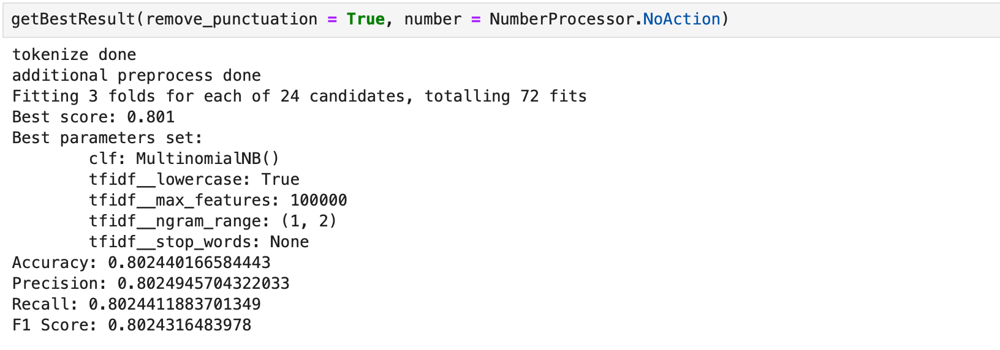 getBestResult(remove_punctuation = True, number = NumberProcessor.NoAction)
tokenize done
additional preprocess done
Fitting 3 folds for each of 24 candidates, totalling 72 fits
Best score: 0.801
Best parameters set:
        clf: MultinomialNB()
        tfidf__lowercase: True
        tfidf__max_features: 100000
        tfidf__ngram_range: (1, 2)
        tfidf__stop_words: None
Accuracy: 0.802440166584443
Precision: 0.8024945704322033
Recall: 0.8024411883701349
F1 Score: 0.8024316483978